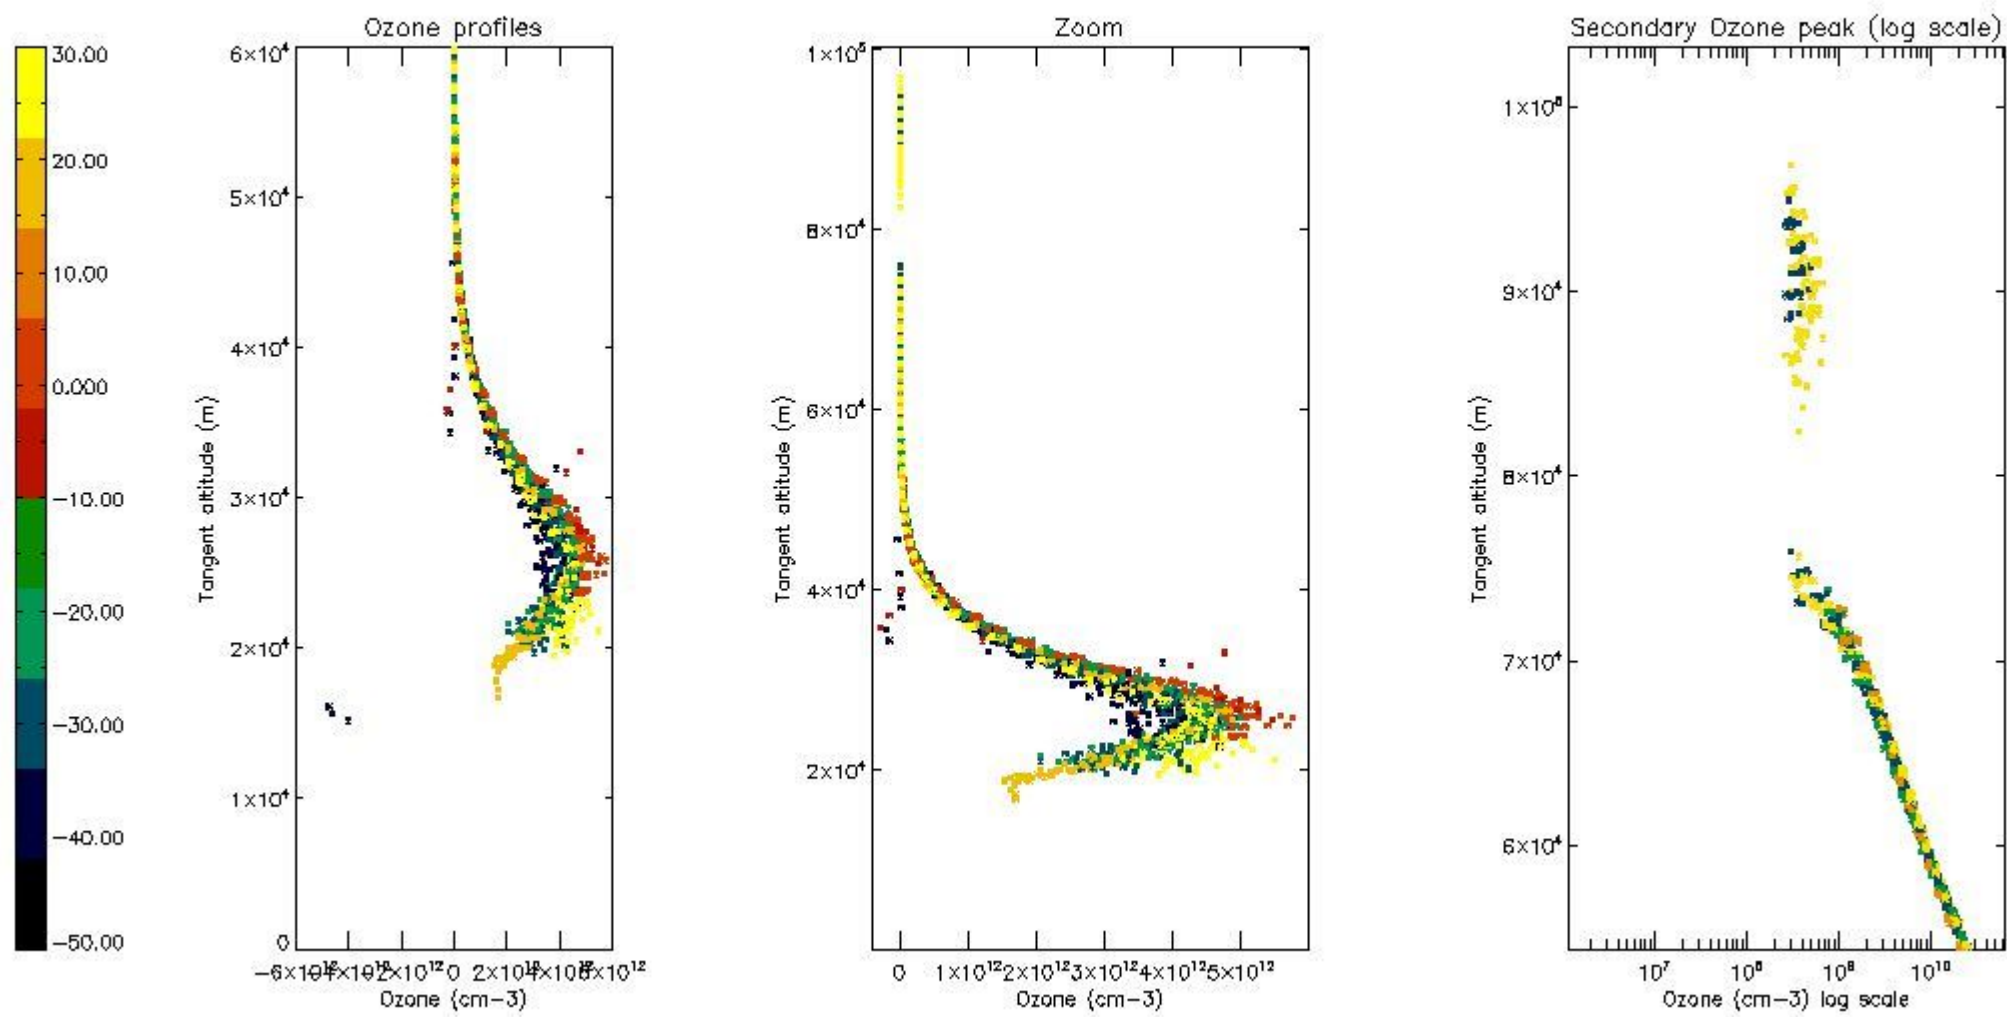 Ozone profiles
Zoom
Secondary Ozone peak (log scale)
30.00
20.00
10.00
0.000
−10.00
−20.00
−30.00
−40.00
−50.00
6×10⁴
5×10⁴
4×10⁴
3×10⁴
2×10⁴
1×10⁴
0
Tangent altitude (m)
0
Ozone (cm−3)
1×10⁵
8×10⁴
6×10⁴
4×10⁴
2×10⁴
Tangent altitude (m)
0 1×10¹² 2×10¹² 3×10¹² 4×10¹² 5×10¹²
Ozone (cm−3)
9×10⁴
8×10⁴
7×10⁴
6×10⁴
Tangent altitude (m)
10⁷ 10⁸ 10⁹ 10¹⁰
Ozone (cm−3) log scale